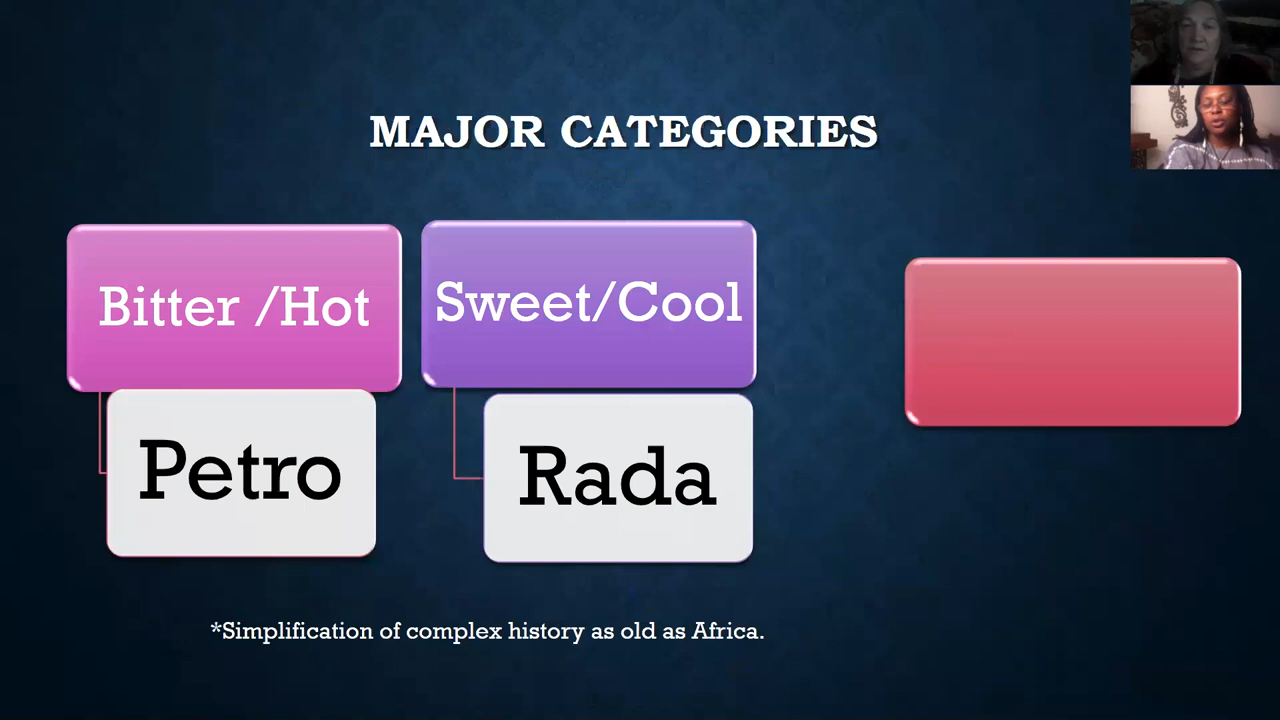 MAJOR CATEGORIES
Bitter /Hot
Sweet/Cool
Petro
Rada
*Simplification of complex history as old as Africa.